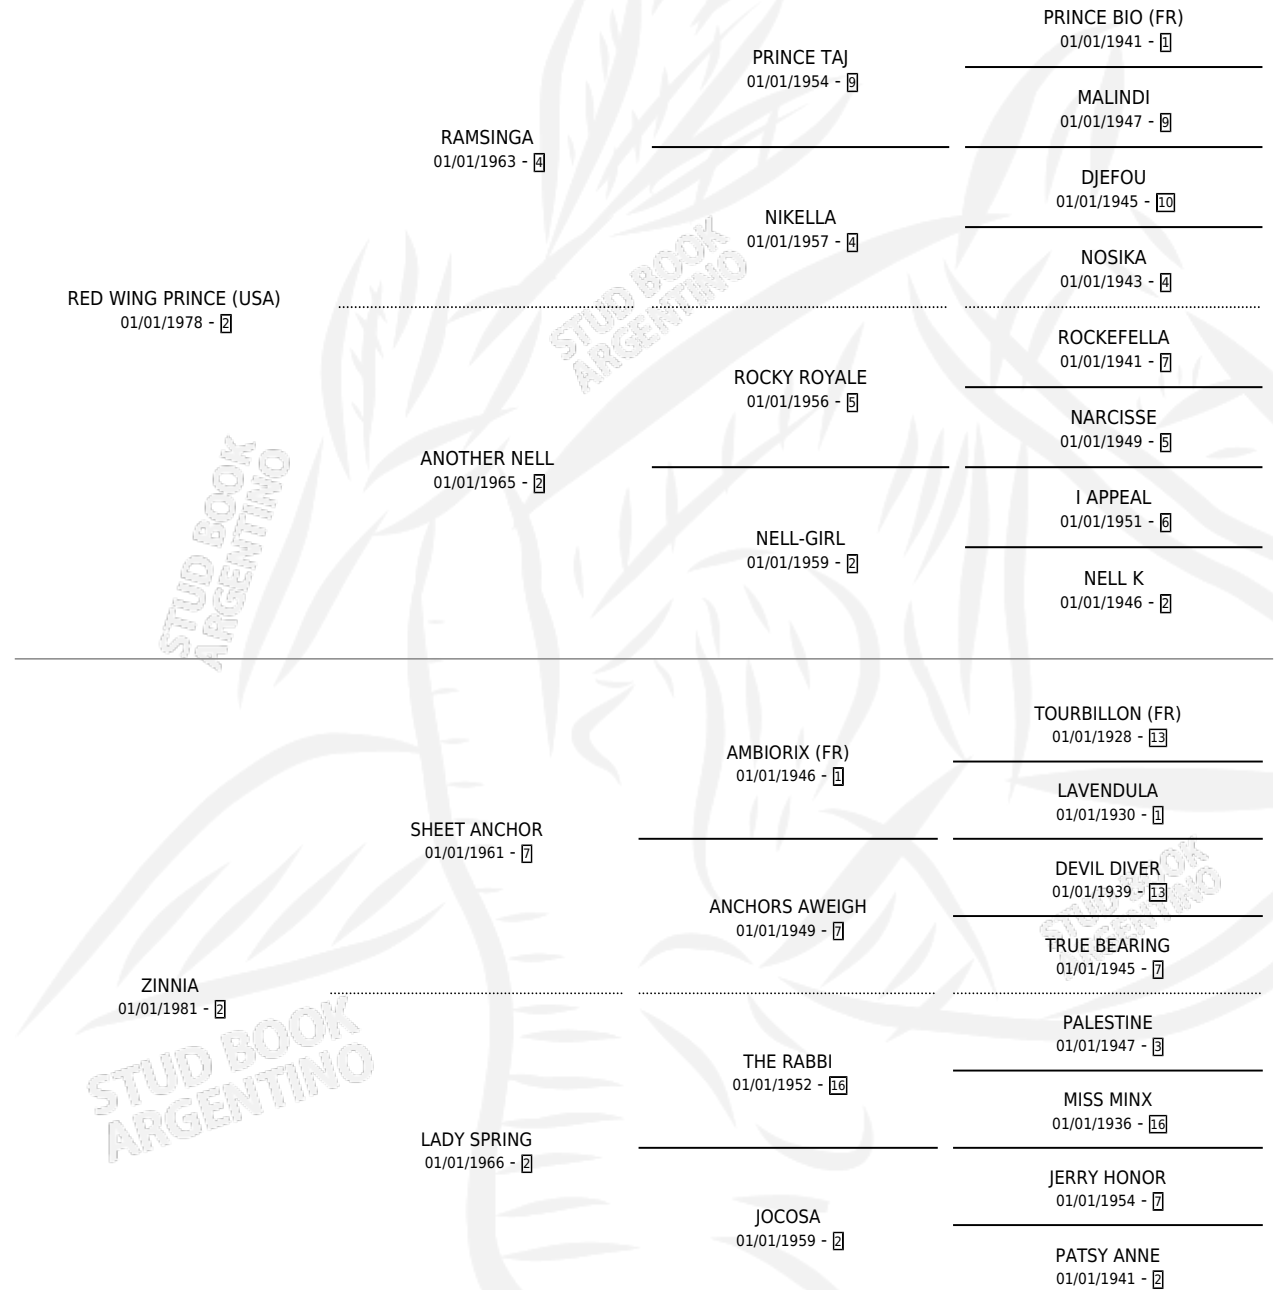 PRINCE BIO (FR)
01/01/1941 - 1
PRINCE TAJ
01/01/1954 - 9
MALINDI
01/01/1947 - 9
RAMSINGA
01/01/1963 - 4
DJEFOU
01/01/1945 - 10
NIKELLA
01/01/1957 - 4
NOSIKA
01/01/1943 - 4
RED WING PRINCE (USA)
01/01/1978 - 2
ROCKEFELLA
01/01/1941 - 7
ROCKY ROYALE
01/01/1956 - 5
NARCISSE
01/01/1949 - 5
ANOTHER NELL
01/01/1965 - 2
I APPEAL
01/01/1951 - 6
NELL-GIRL
01/01/1959 - 2
NELL K
01/01/1946 - 2
TOURBILLON (FR)
01/01/1928 - 13
AMBIORIX (FR)
01/01/1946 - 1
LAVENDULA
01/01/1930 - 1
SHEET ANCHOR
01/01/1961 - 7
DEVIL DIVER
01/01/1939 - 13
ANCHORS AWEIGH
01/01/1949 - 7
TRUE BEARING
01/01/1945 - 7
ZINNIA
01/01/1981 - 2
PALESTINE
01/01/1947 - 3
THE RABBI
01/01/1952 - 16
MISS MINX
01/01/1936 - 16
LADY SPRING
01/01/1966 - 2
JERRY HONOR
01/01/1954 - 7
JOCOSA
01/01/1959 - 2
PATSY ANNE
01/01/1941 - 2
STUD BOOK
ARGENTINO
STUD BOOK
ARGENTINO
STUD BOOK
ARGENTINO
STUD BOOK
ARGENTINO